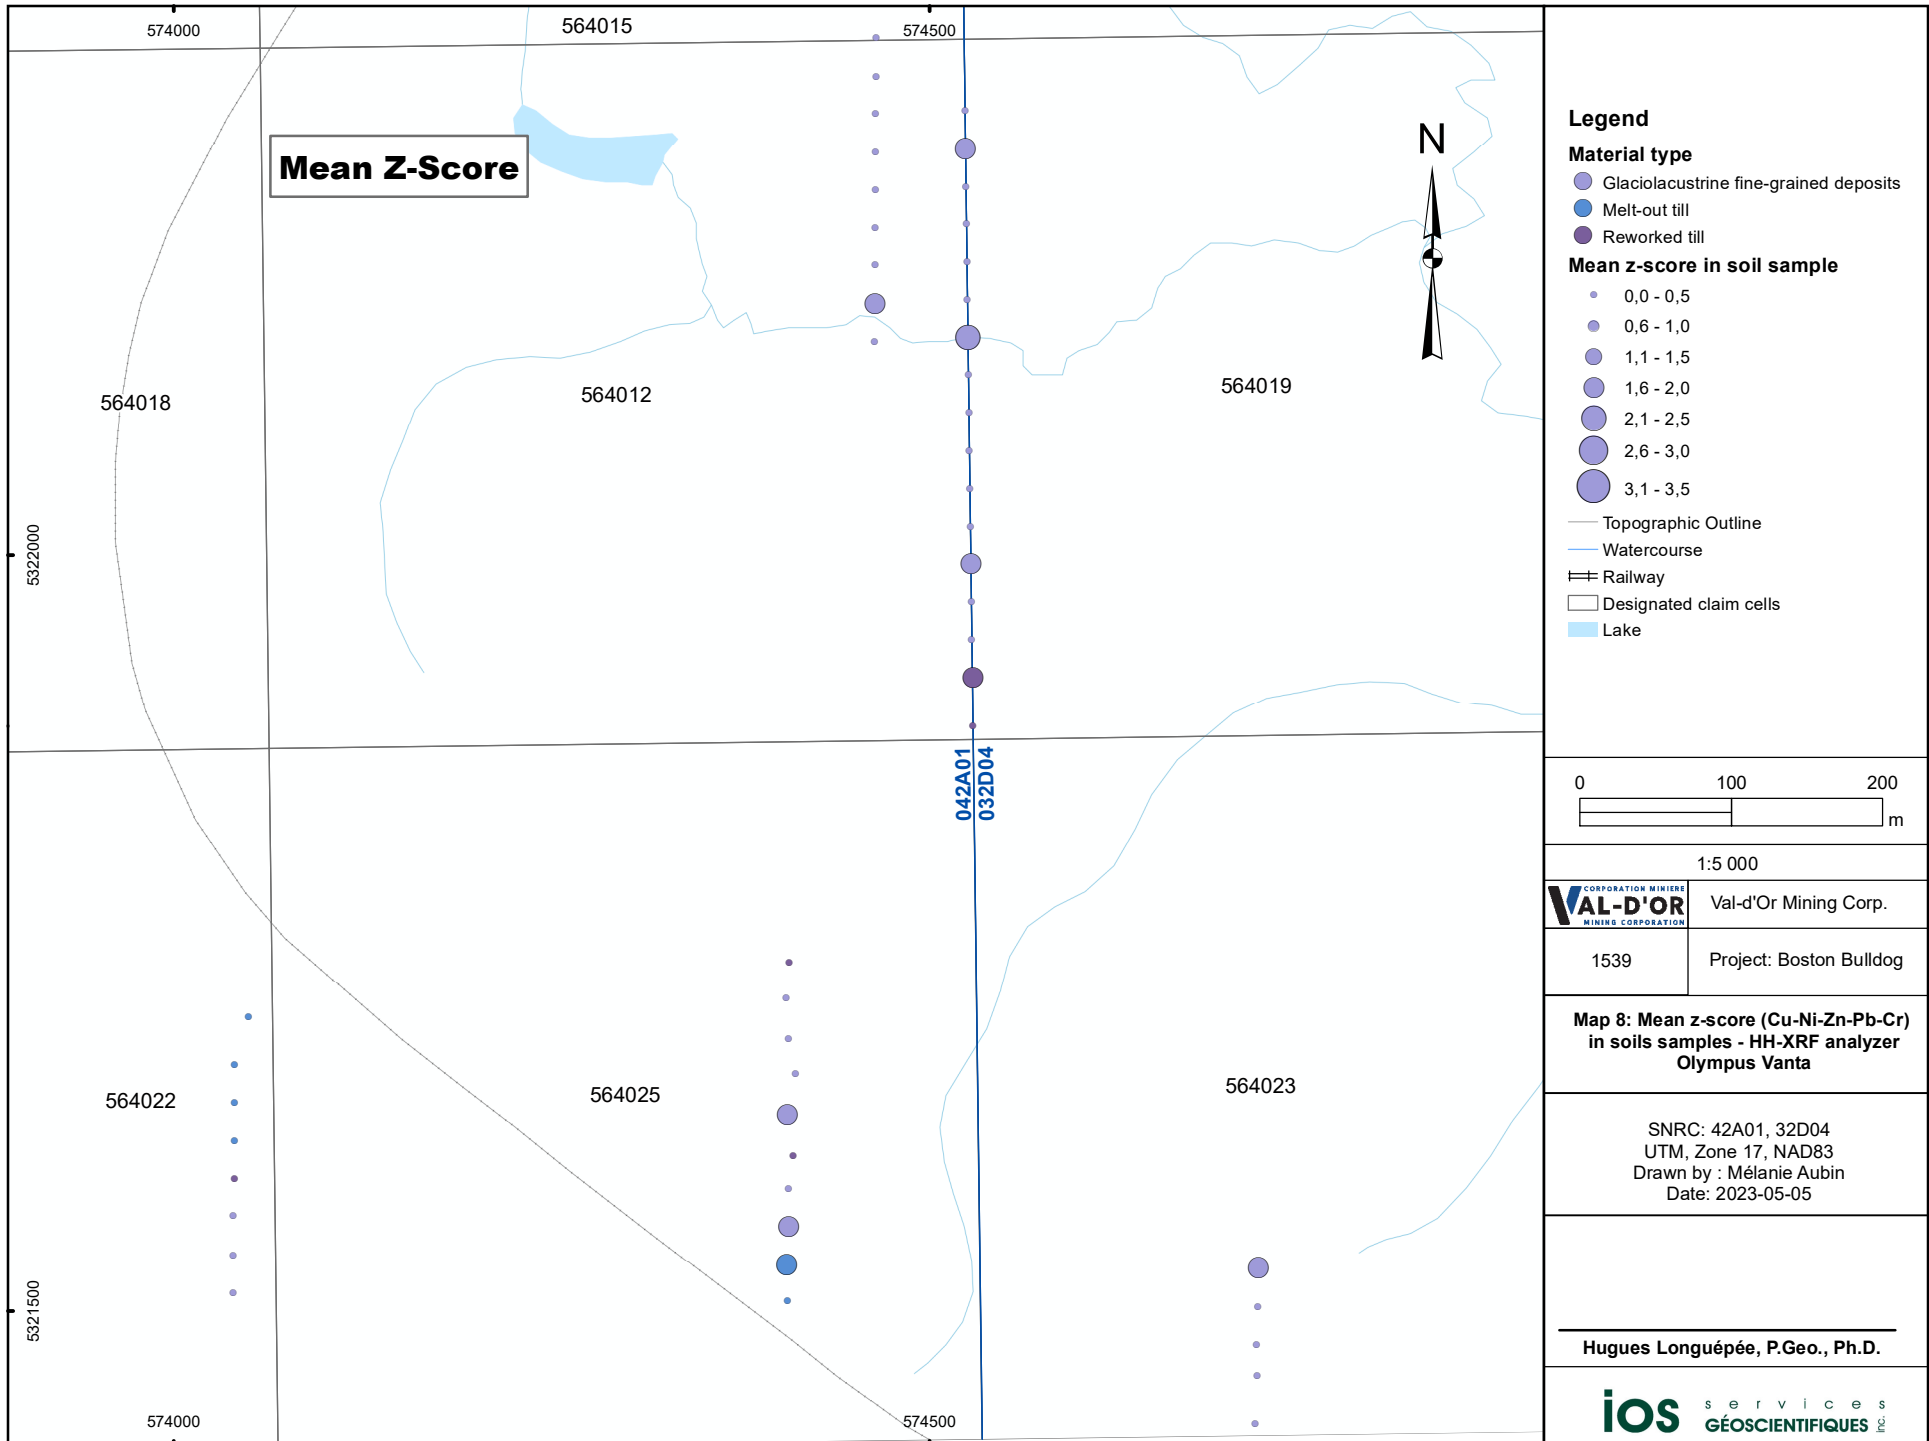 574000
564015
574500
Mean Z-Score
N
564018
564012
564019
5322000
042A01
032D04
564022
564025
564023
5321500
574000
574500
Legend
Material type
Glaciolacustrine fine-grained deposits
Melt-out till
Reworked till
Mean z-score in soil sample
0,0 - 0,5
0,6 - 1,0
1,1 - 1,5
1,6 - 2,0
2,1 - 2,5
2,6 - 3,0
3,1 - 3,5
Topographic Outline
Watercourse
Railway
Designated claim cells
Lake
0 100 200
m
1:5 000
CORPORATION MINIÈRE
VAL-D'OR
MINING CORPORATION
Val-d'Or Mining Corp.
1539
Project: Boston Bulldog
Map 8: Mean z-score (Cu-Ni-Zn-Pb-Cr)
in soils samples - HH-XRF analyzer
Olympus Vanta
SNRC: 42A01, 32D04
UTM, Zone 17, NAD83
Drawn by : Mélanie Aubin
Date: 2023-05-05
Hugues Longuépée, P.Geo., Ph.D.
ios
services
GÉOSCIENTIFIQUES inc.